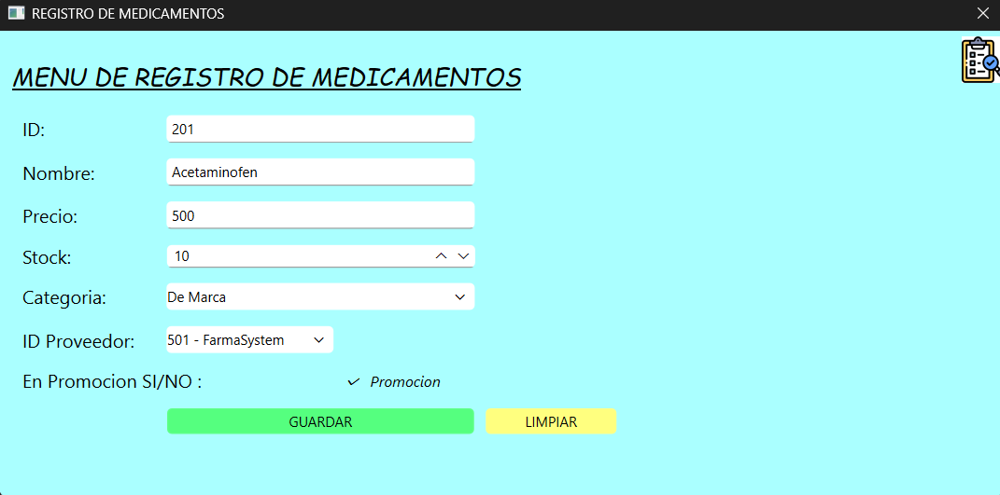 REGISTRO DE MEDICAMENTOS
MENU DE REGISTRO DE MEDICAMENTOS
ID: 201
Nombre: Acetaminofen
Precio: 500
Stock: 10
Categoria: De Marca
ID Proveedor: 501 - FarmaSystem
En Promocion SI/NO : Promocion
GUARDAR LIMPIAR